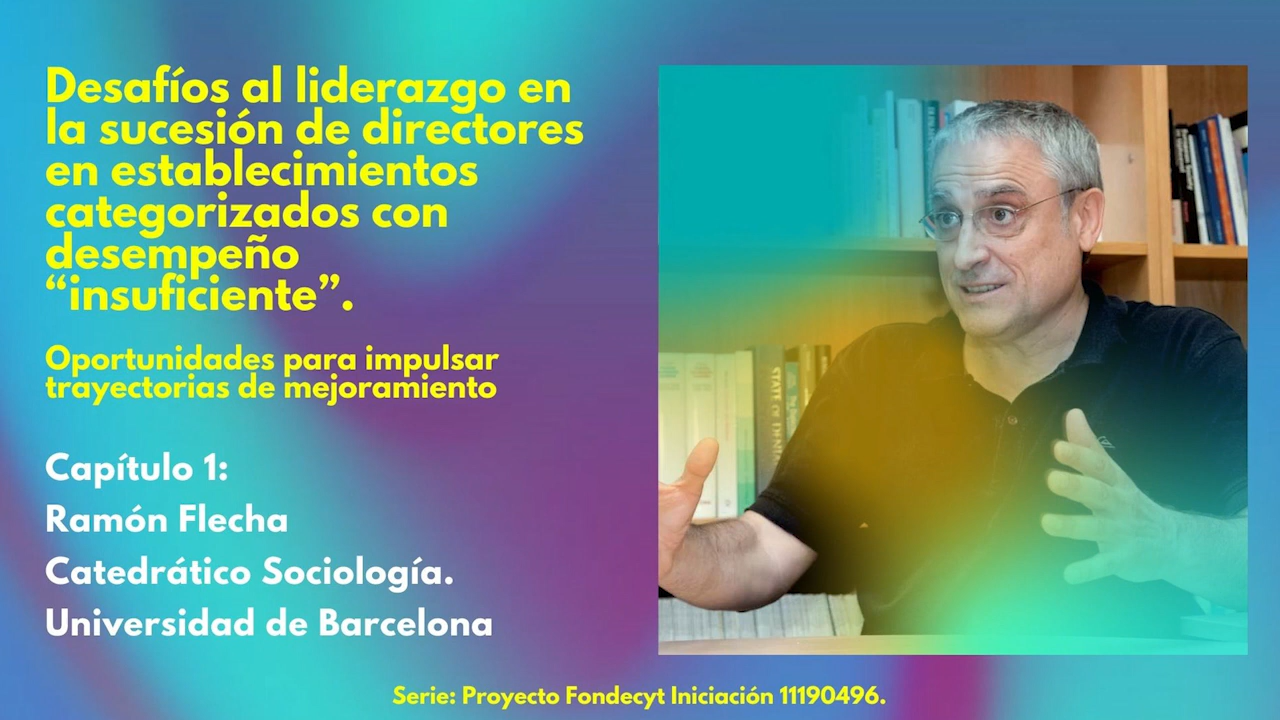 Desafíos al liderazgo en
la sucesión de directores
en establecimientos
categorizados con
desempeño
“insuficiente”.
Oportunidades para impulsar
trayectorias de mejoramiento
Capítulo 1:
Ramón Flecha
Catedrático Sociología.
Universidad de Barcelona
Serie: Proyecto Fondecyt Iniciación 11190496.